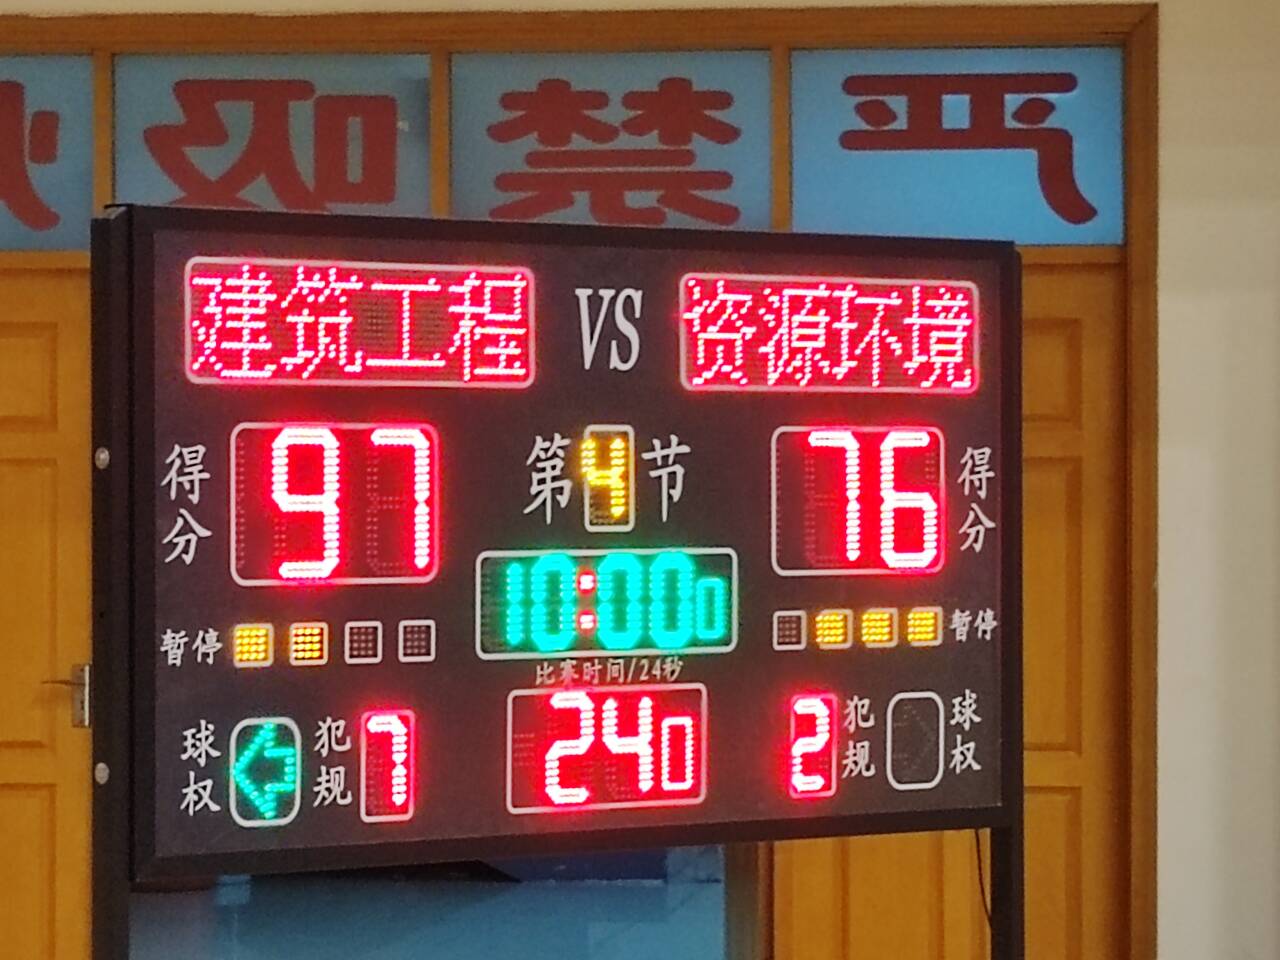 严禁吸火
建筑工程 VS 资源环境
得分 97 第4节 76 得分
10:000
暂停 暂停
比赛时间/24秒
球权 犯规 7 240 2 犯规 球权